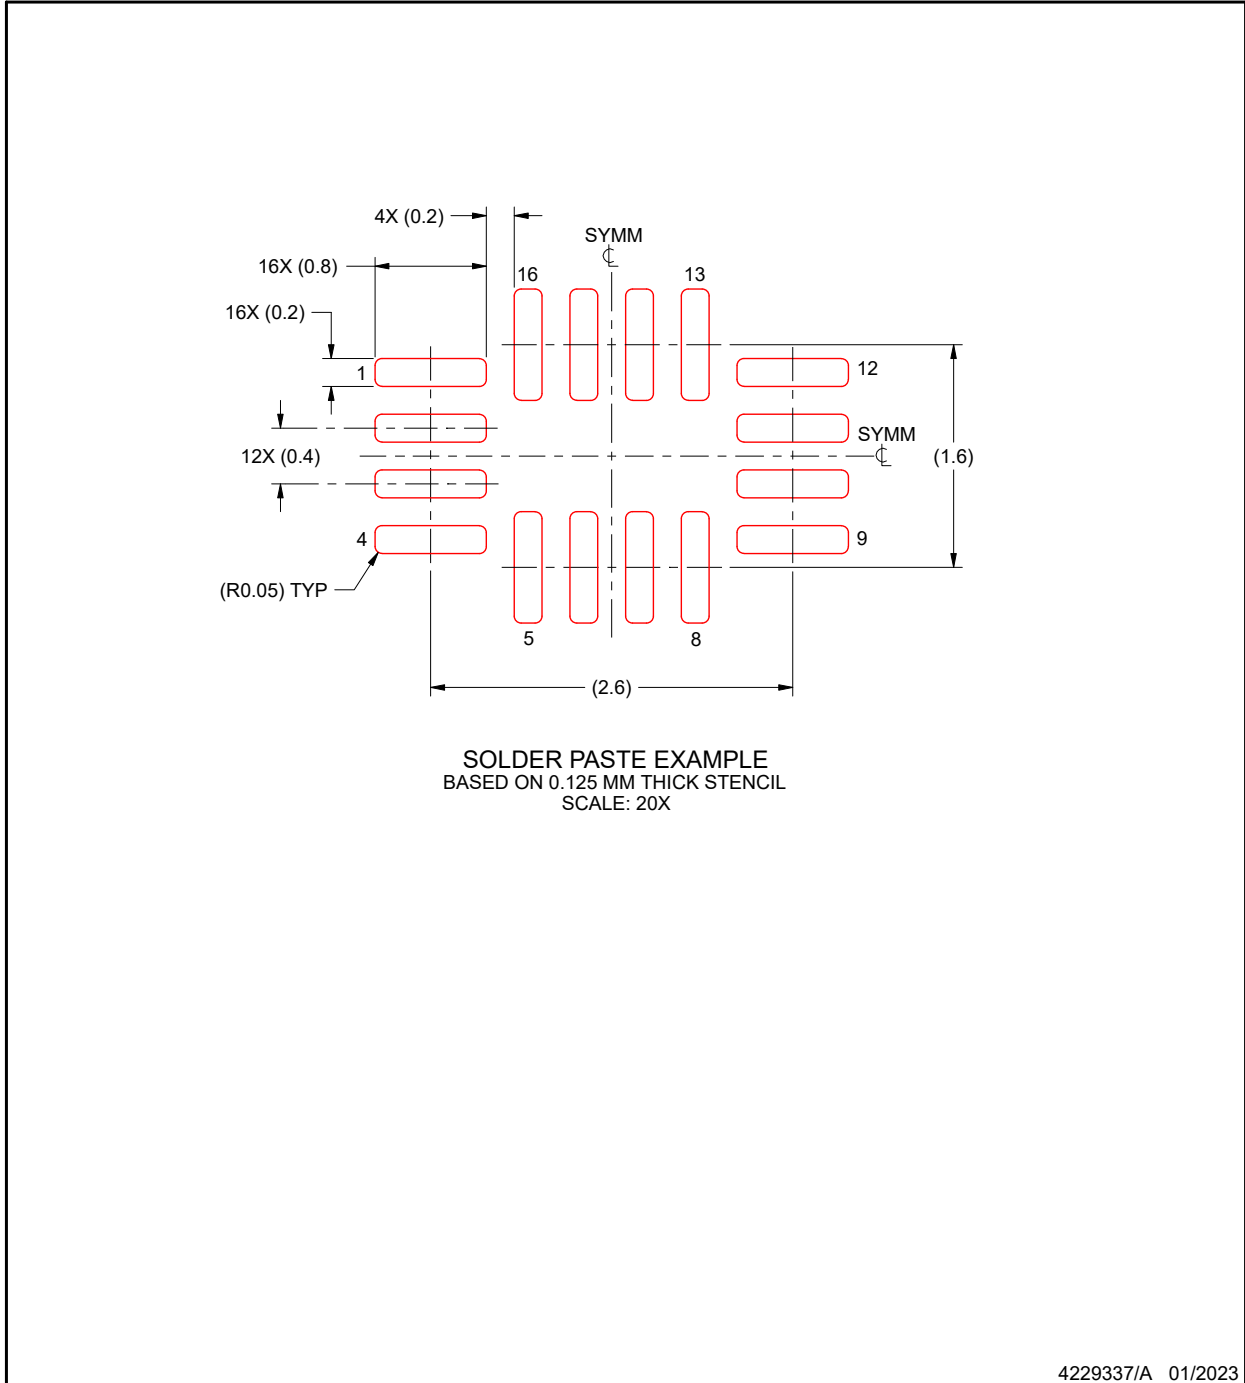 4X (0.2)
SYMM
16X (0.8)
16
13
16X (0.2)
1
12
SYMM
12X (0.4)
(1.6)
4
9
(R0.05) TYP
5
8
(2.6)
SOLDER PASTE EXAMPLE
BASED ON 0.125 MM THICK STENCIL
SCALE: 20X
4229337/A 01/2023